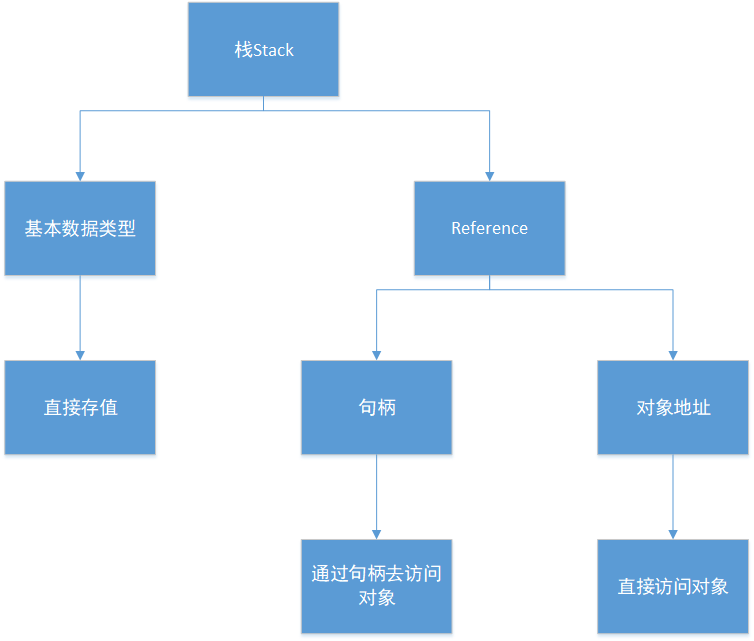 栈Stack
基本数据类型
Reference
直接存值
句柄
对象地址
通过句柄去访问
对象
直接访问对象